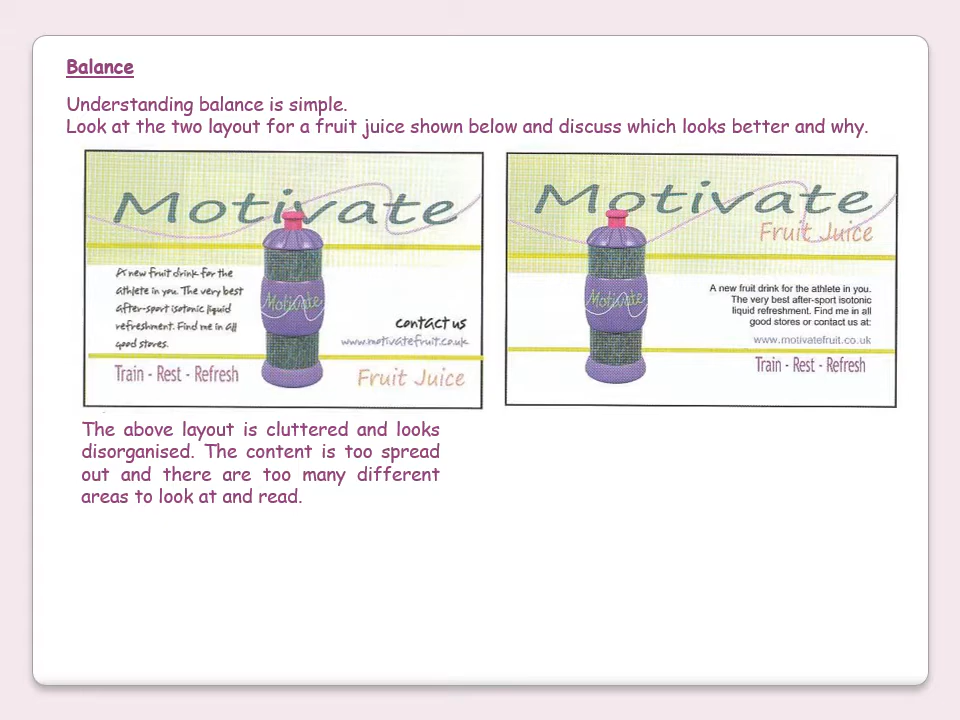 Balance
Understanding balance is simple.
Look at the two layout for a fruit juice shown below and discuss which looks better and why.
Motivate
A new fruit drink for the
athlete in you. The very best
after-sport isotonic liquid
refreshment. Find me in all
good stores.
Motivate
contact us
www.motivatefruit.co.uk
Train - Rest - Refresh
Fruit Juice
Motivate
Fruit Juice
Motivate
A new fruit drink for the athlete in you.
The very best after-sport isotonic
liquid refreshment. Find me in all
good stores or contact us at:
www.motivatefruit.co.uk
Train - Rest - Refresh
The above layout is cluttered and looks
disorganised. The content is too spread
out and there are too many different
areas to look at and read.